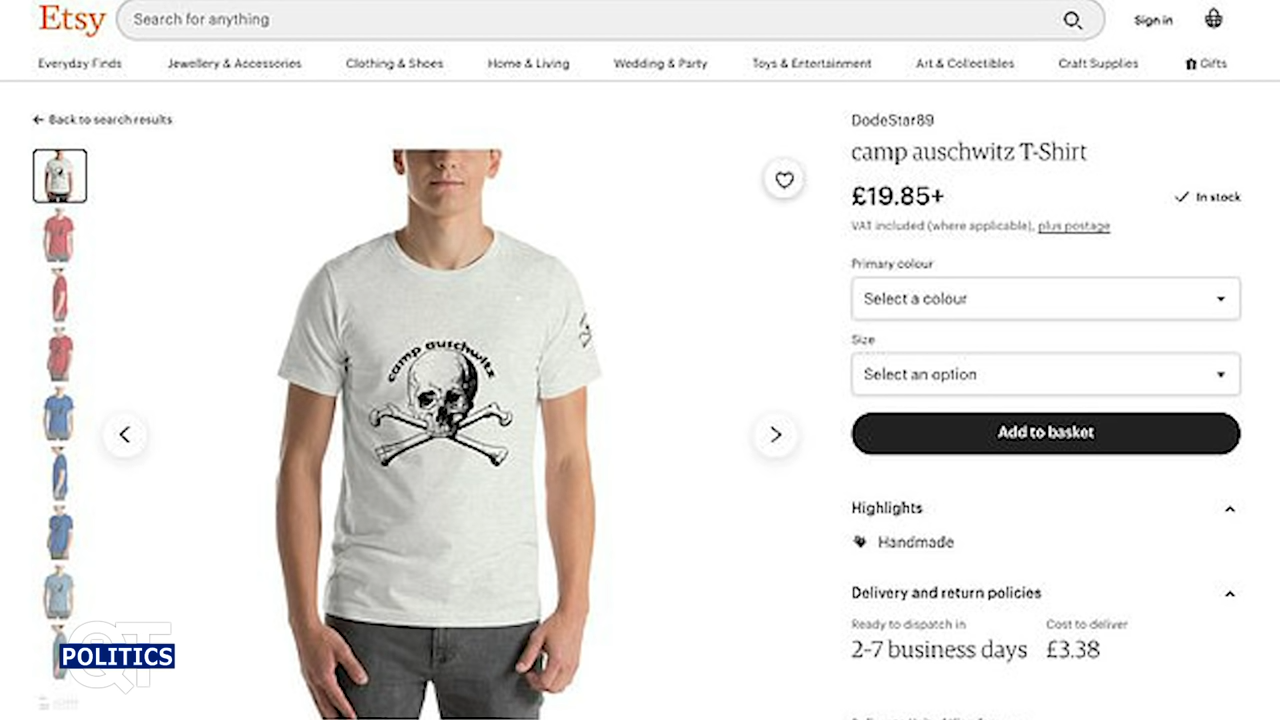 Etsy
Search for anything
Sign in
Everyday Finds
Jewellery & Accessories
Clothing & Shoes
Home & Living
Wedding & Party
Toys & Entertainment
Art & Collectibles
Craft Supplies
Gifts
Back to search results
DodeStar89
camp auschwitz T-Shirt
£19.85+
In stock
VAT included (where applicable), plus postage
Primary colour
Select a colour
Size
Select an option
Add to basket
Highlights
Handmade
Delivery and return policies
Ready to dispatch in
Cost to deliver
2-7 business days
£3.38
camp auschwitz
QT
POLITICS